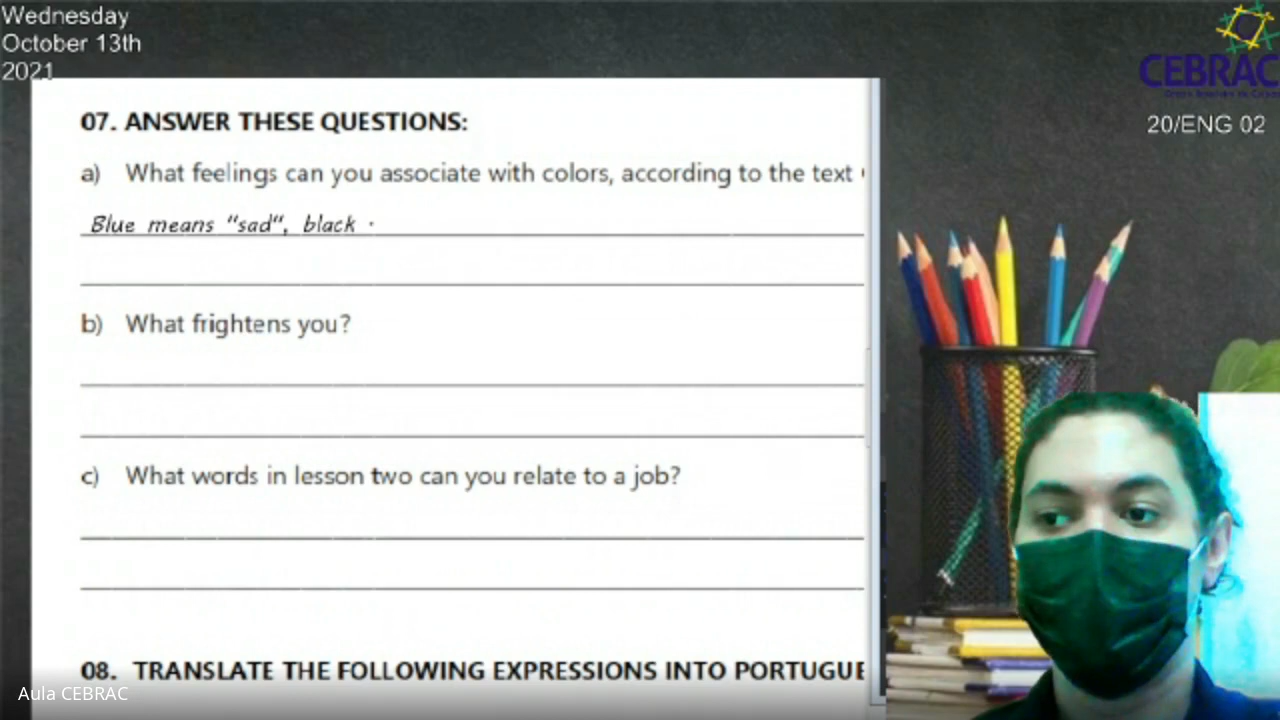 Wednesday
October 13th
2021
CEBRAC
20/ENG 02
07. ANSWER THESE QUESTIONS:
a) What feelings can you associate with colors, according to the text
Blue means "sad", black
b) What frightens you?
c) What words in lesson two can you relate to a job?
08. TRANSLATE THE FOLLOWING EXPRESSIONS INTO PORTUGUE
Aula CEBRAC